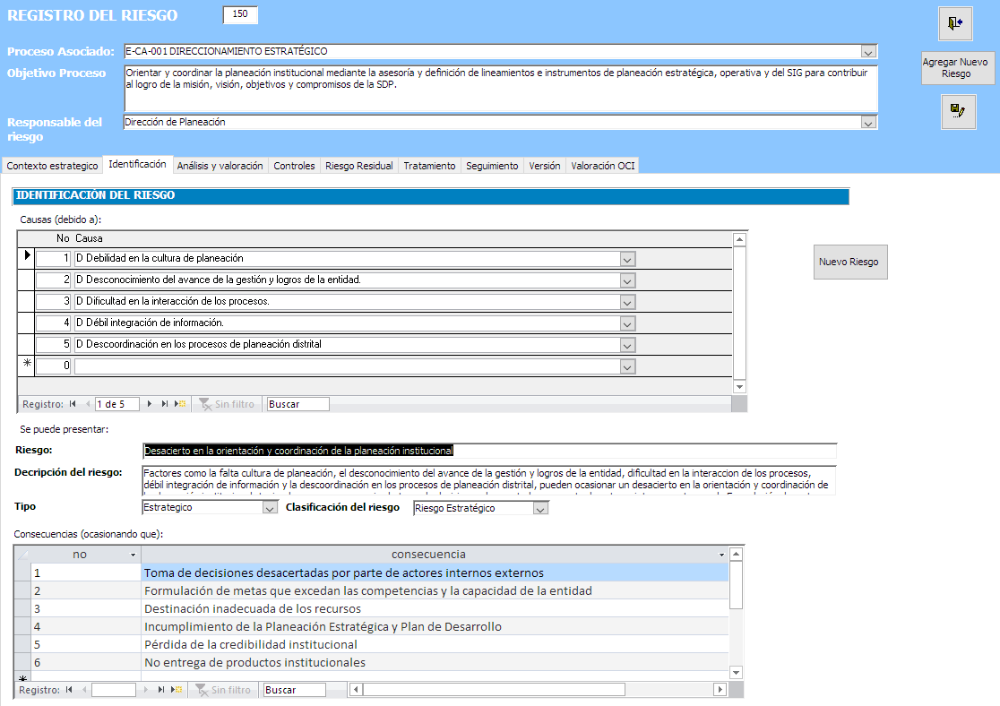 REGISTRO DEL RIESGO
150
Proceso Asociado:
E-CA-001 DIRECCIONAMIENTO ESTRATÉGICO
Objetivo Proceso
Orientar y coordinar la planeación institucional mediante la asesoría y definición de lineamientos e instrumentos de planeación estratégica, operativa y del SIG para contribuir
al logro de la misión, visión, objetivos y compromisos de la SDP.
Agregar Nuevo
Riesgo
Responsable del
riesgo
Dirección de Planeación
Contexto estrategico Identificación Análisis y valoración Controles Riesgo Residual Tratamiento Seguimiento Versión Valoración OCI
IDENTIFICACIÓN DEL RIESGO
Causas (debido a):
No Causa
1 D Debilidad en la cultura de planeación
2 D Desconocimiento del avance de la gestión y logros de la entidad.
3 D Dificultad en la interacción de los procesos.
4 D Débil integración de información.
5 D Descoordinación en los procesos de planeación distrital
* 0
Nuevo Riesgo
Registro: 1 de 5 Sin filtro Buscar
Se puede presentar:
Riesgo: Desacierto en la orientación y coordinación de la planeación institucional
Decripción del riesgo: Factores como la falta cultura de planeación, el desconocimiento del avance de la gestión y logros de la entidad, dificultad en la interaccion de los procesos,
débil integración de información y la descoordinación en los procesos de planeación distrital, pueden ocasionar un desacierto en la orientación y coordinación de
Tipo Estrategico Clasificación del riesgo Riesgo Estratégico
Consecuencias (ocasionando que):
no consecuencia
1 Toma de decisiones desacertadas por parte de actores internos externos
2 Formulación de metas que excedan las competencias y la capacidad de la entidad
3 Destinación inadecuada de los recursos
4 Incumplimiento de la Planeación Estratégica y Plan de Desarrollo
5 Pérdida de la credibilidad institucional
6 No entrega de productos institucionales
*
Registro: Sin filtro Buscar